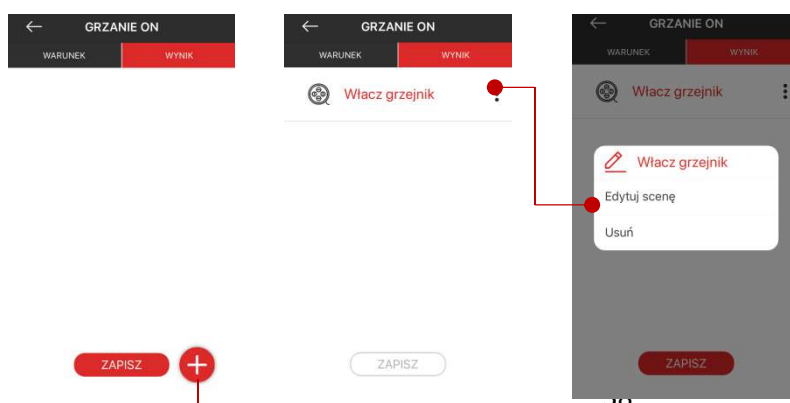 GRZANIE ON
WARUNEK WYNIK
ZAPISZ
GRZANIE ON
WARUNEK WYNIK
Włacz grzejnik
ZAPISZ
GRZANIE ON
WARUNEK WYNIK
Włacz grzejnik
Włacz grzejnik
Edytuj scenę
Usuń
ZAPISZ